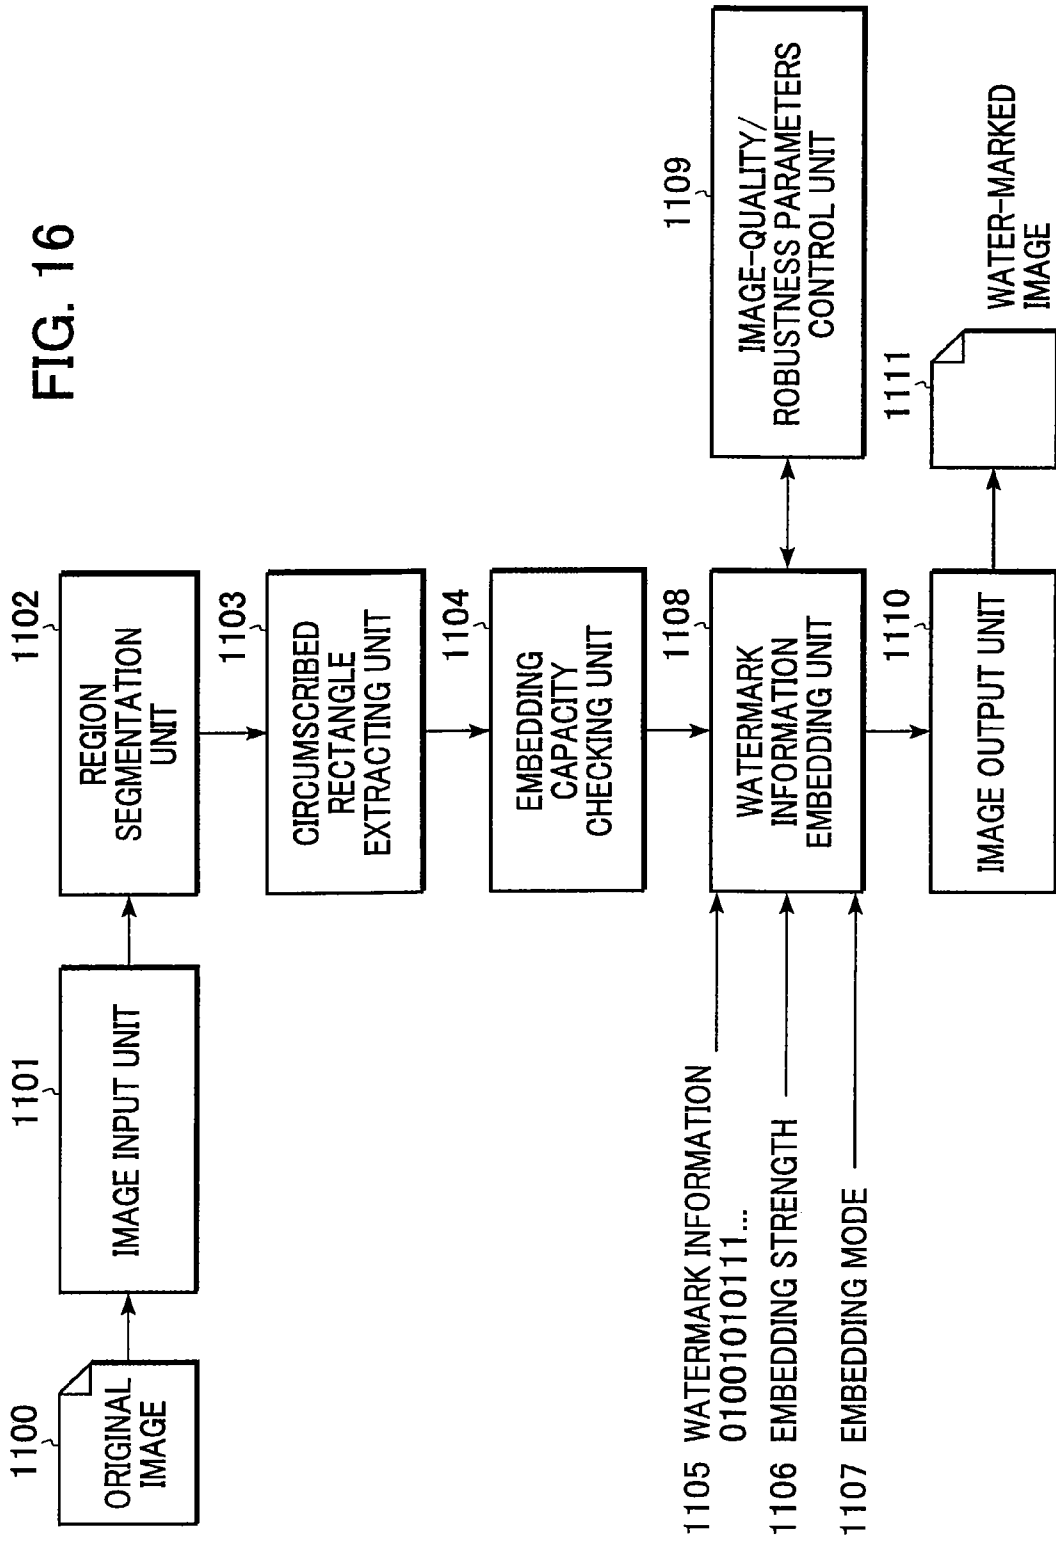 FIG. 16
1100
ORIGINAL
IMAGE
1101
IMAGE INPUT UNIT
1102
REGION
SEGMENTATION
UNIT
1103
CIRCUMSCRIBED
RECTANGLE
EXTRACTING UNIT
1104
EMBEDDING
CAPACITY
CHECKING UNIT
1105 WATERMARK INFORMATION
01001010111...
1106 EMBEDDING STRENGTH
1107 EMBEDDING MODE
1108
WATERMARK
INFORMATION
EMBEDDING UNIT
1109
IMAGE-QUALITY/
ROBUSTNESS PARAMETERS
CONTROL UNIT
1110
IMAGE OUTPUT UNIT
1111
WATER-MARKED
IMAGE